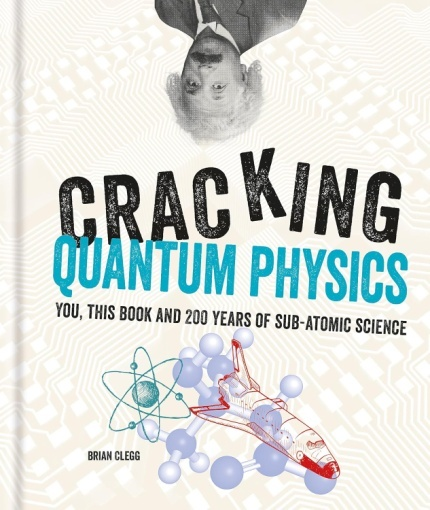 CRACKING
QUANTUM PHYSICS
YOU, THIS BOOK AND 200 YEARS OF SUB-ATOMIC SCIENCE
BRIAN CLEGG